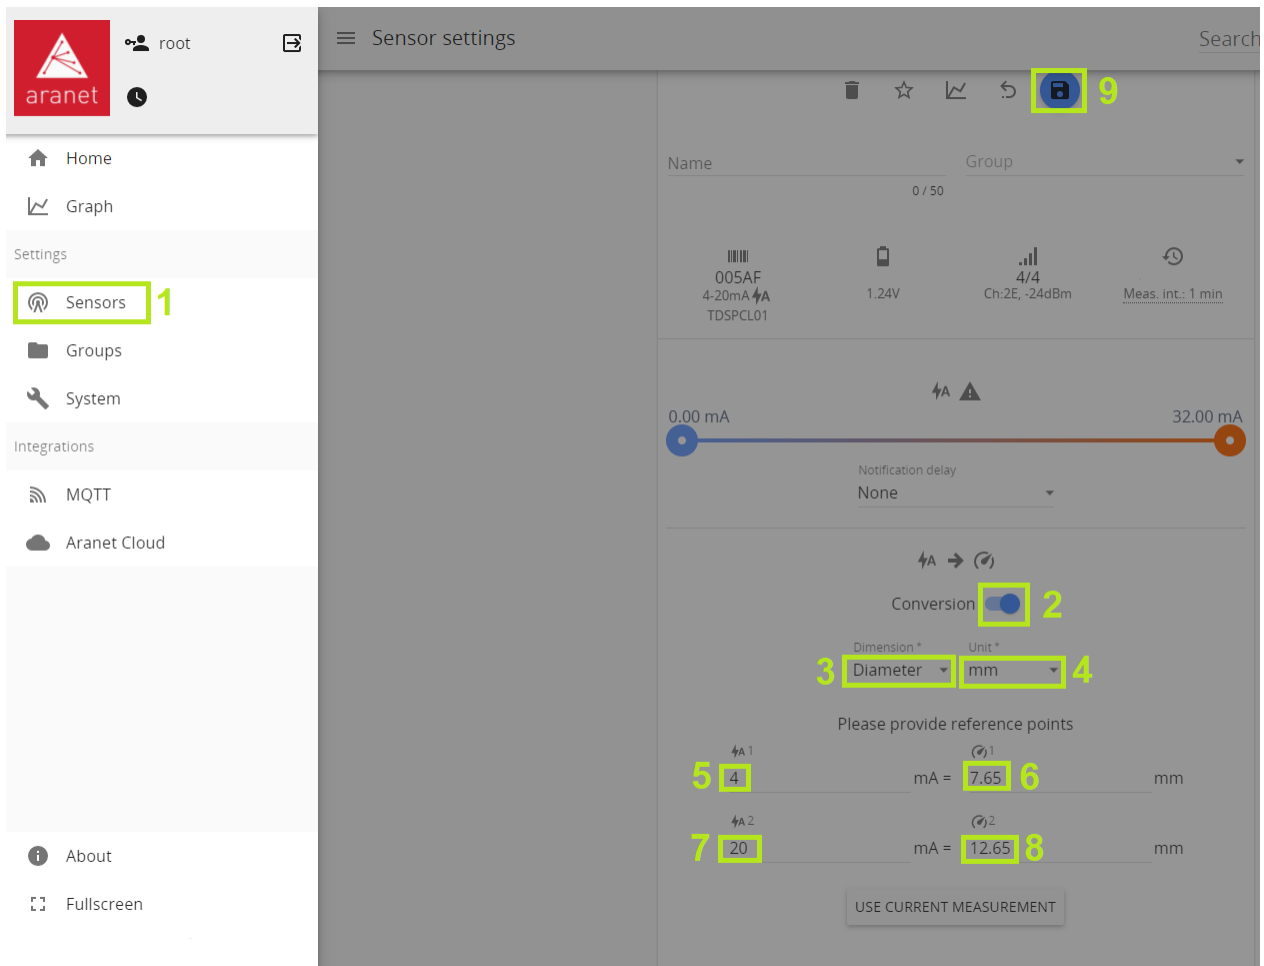 aranet
root
Sensor settings
Search
Home
Graph
Settings
Sensors 1
Groups
System
Integrations
MQTT
Aranet Cloud
About
Fullscreen
9
Name
Group
0 / 50
005AF
4-20mA A
TDSPCL01
1.24V
4/4
Ch:2E, -24dBm
Meas. int.: 1 min
A
0.00 mA
32.00 mA
Notification delay
None
A
Conversion 2
Dimension *
Unit *
3 Diameter
mm 4
Please provide reference points
A 1
1
5 4 mA = 7.65 6 mm
A 2
2
7 20 mA = 12.65 8 mm
USE CURRENT MEASUREMENT